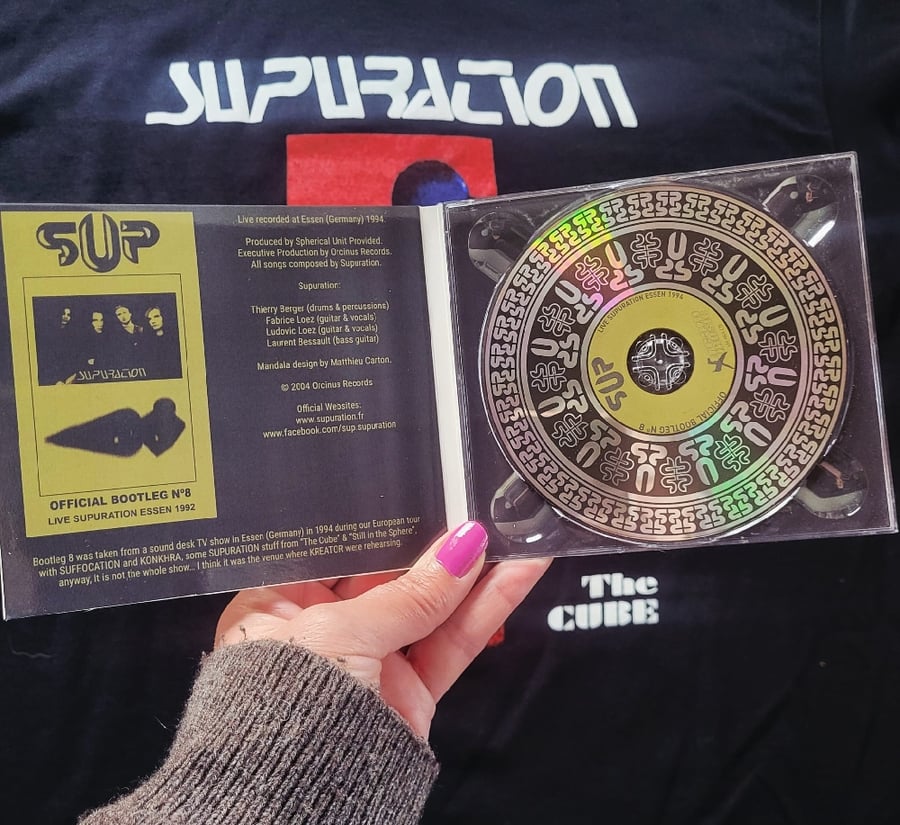 SUPURATION
SUP
SUPURATION
OFFICIAL BOOTLEG Nº8
LIVE SUPURATION ESSEN 1992
Live recorded at Essen (Germany) 1994.
Produced by Spherical Unit Provided.
Executive Production by Orcinus Records.
All songs composed by Supuration.
Supuration:
Thierry Berger (drums & percussions)
Fabrice Loez (guitar & vocals)
Ludovic Loez (guitar & vocals)
Laurent Bessault (bass guitar)
Mandala design by Matthieu Carton.
© 2004 Orcinus Records
Official Websites:
www.supuration.fr
www.facebook.com/sup.supuration
Bootleg 8 was taken from a sound desk TV show in Essen (Germany) in 1994 during our European tour
with SUFFOCATION and KONKHRA, some SUPURATION stuff from "The Cube" & "Still in the Sphere",
anyway, it is not the whole show... I think it was the venue where KREATOR were rehearsing.
LIVE SUPURATION ESSEN 1994
SUP
OFFICIAL BOOTLEG Nº8
The
CUBE